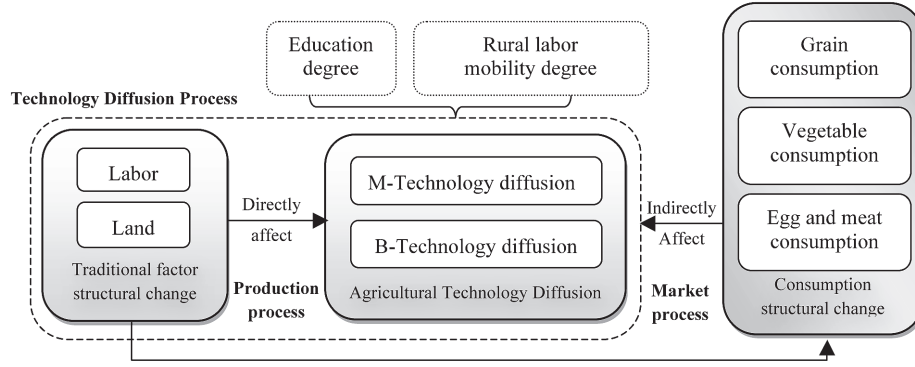 Education
degree
Rural labor
mobility degree
Technology Diffusion Process
Labor
Land
Traditional factor
structural change
Directly
affect
Production
process
M-Technology diffusion
B-Technology diffusion
Agricultural Technology Diffusion
Indirectly
Affect
Market
process
Grain
consumption
Vegetable
consumption
Egg and meat
consumption
Consumption
structural change